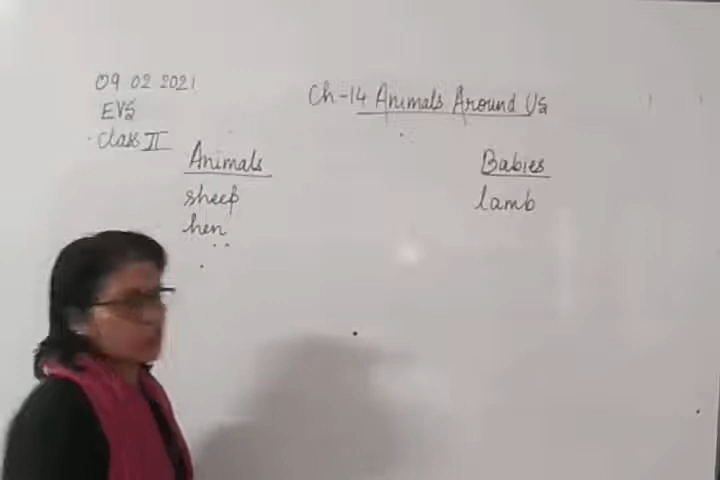 09 02 2021
EVS
Class II
Ch-14 Animals Around Us
Animals
Babies
sheep
lamb
hen